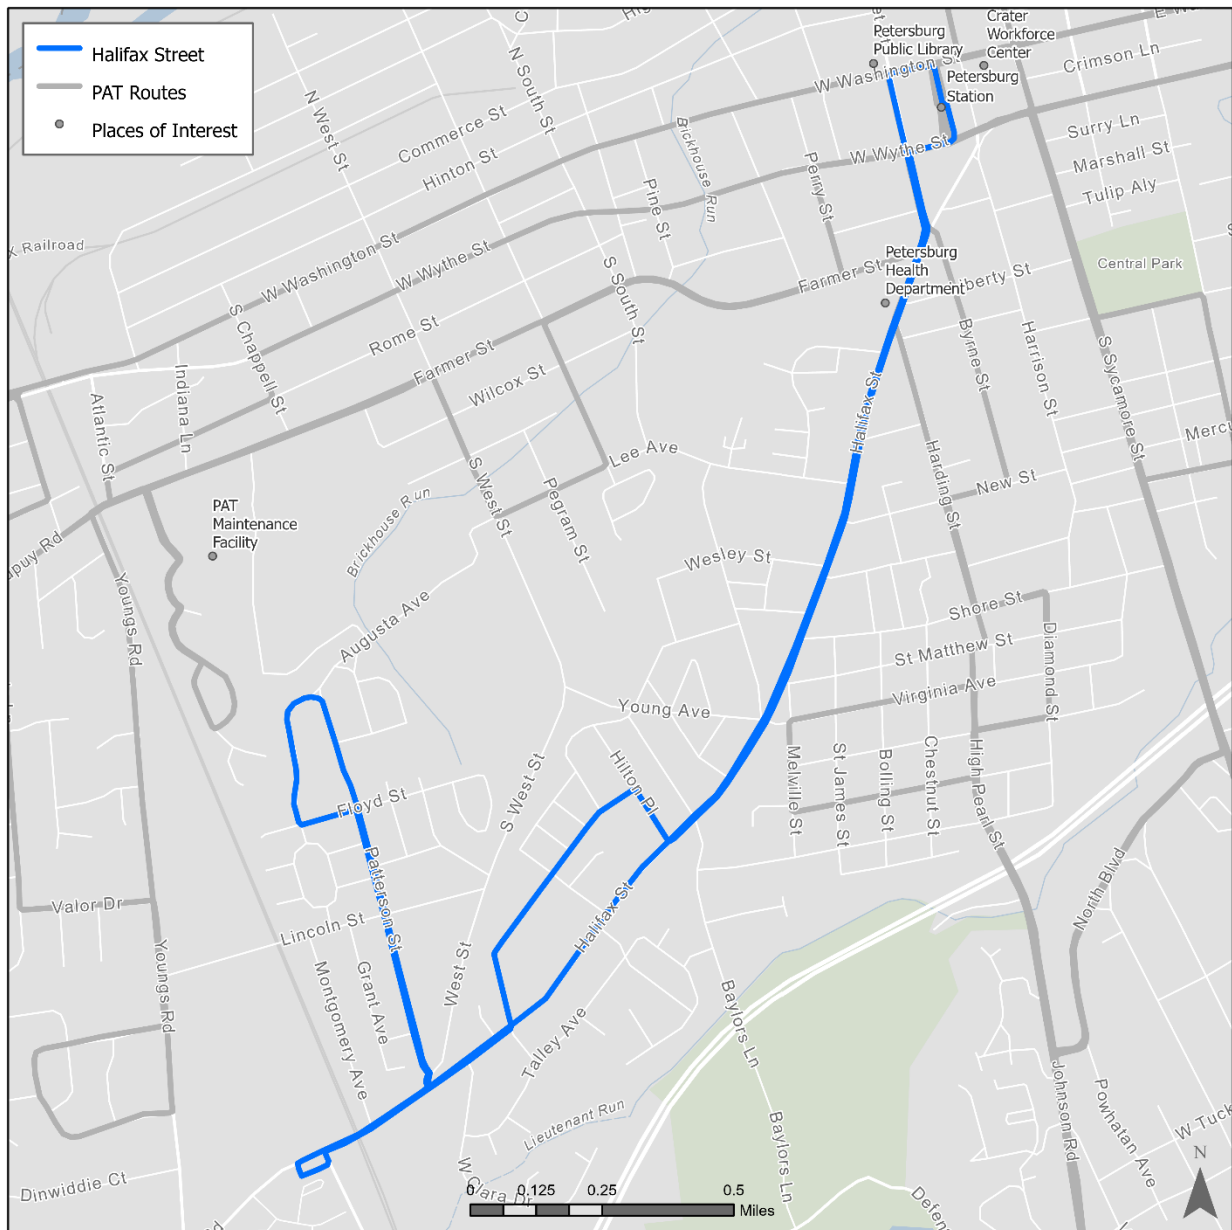 Halifax Street
PAT Routes
Places of Interest
Petersburg
Public Library
Crater
Workforce
Center
Petersburg
Station
Petersburg
Health
Department
PAT
Maintenance
Facility
Central Park
W Washington St
Crimson Ln
Surry Ln
Marshall St
Tulip Aly
W Wythe St
N South St
N West St
Commerce St
Hinton St
Brickhouse Run
Pine St
Perry St
X Railroad
W Washington St
W Wythe St
S South St
Farmer St
berty St
S Chappell St
Rome St
Farmer St
Wilcox St
Indiana Ln
Atlantic St
Byrne St
Harrison St
S Sycamore St
Halifax St
Lee Ave
Harding St
New St
Mercu
S West St
Pegram St
Brickhouse Run
apuy Rd
Youngs Rd
Wesley St
Augusta Ave
Shore St
St Matthew St
Diamond St
Virginia Ave
Young Ave
Hilton Pl
Melville St
St James St
Bolling St
Chestnut St
High Pearl St
S West St
Floyd St
Patterson St
North Blvd
Valor Dr
Lincoln St
Halifax St
Youngs Rd
Montgomery Ave
Grant Ave
West St
Talley Ave
Baylors Ln
Johnson Rd
Powhatan Ave
W Tuck
Lieutenant Run
Baylors Ln
Dinwiddie Ct
W Clara Dr
Defen
0 0.125 0.25 0.5
Miles
N